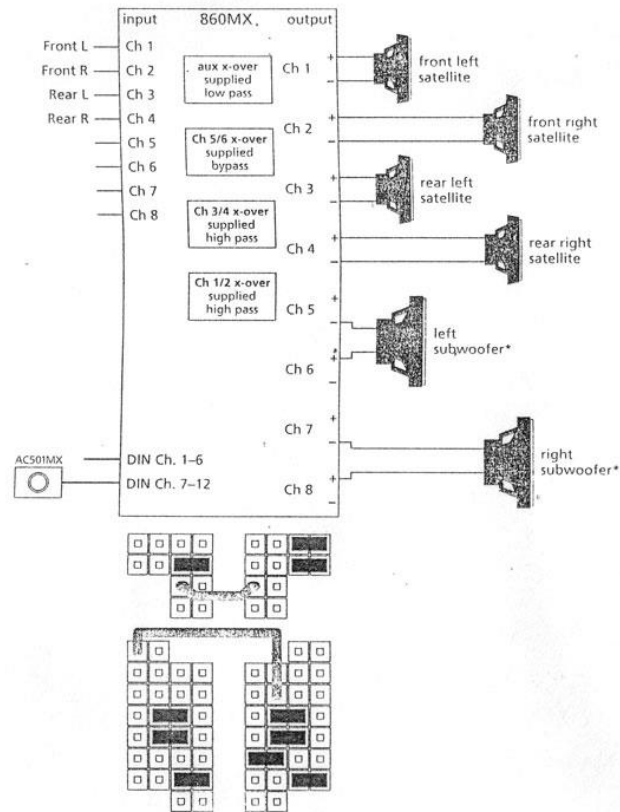 input 860MX output
Front L Ch 1
Front R Ch 2
Rear L Ch 3
Rear R Ch 4
Ch 5
Ch 6
Ch 7
Ch 8
aux x-over
supplied
low pass
Ch 5/6 x-over
supplied
bypass
Ch 3/4 x-over
supplied
high pass
Ch 1/2 x-over
supplied
high pass
Ch 1
+
−
front left
satellite
Ch 2
+
−
front right
satellite
Ch 3
+
−
rear left
satellite
Ch 4
+
−
rear right
satellite
Ch 5
+
−
Ch 6
+
−
left
subwoofer*
Ch 7
+
−
Ch 8
+
−
right
subwoofer*
AC501MX
DIN Ch. 1–6
DIN Ch. 7–12